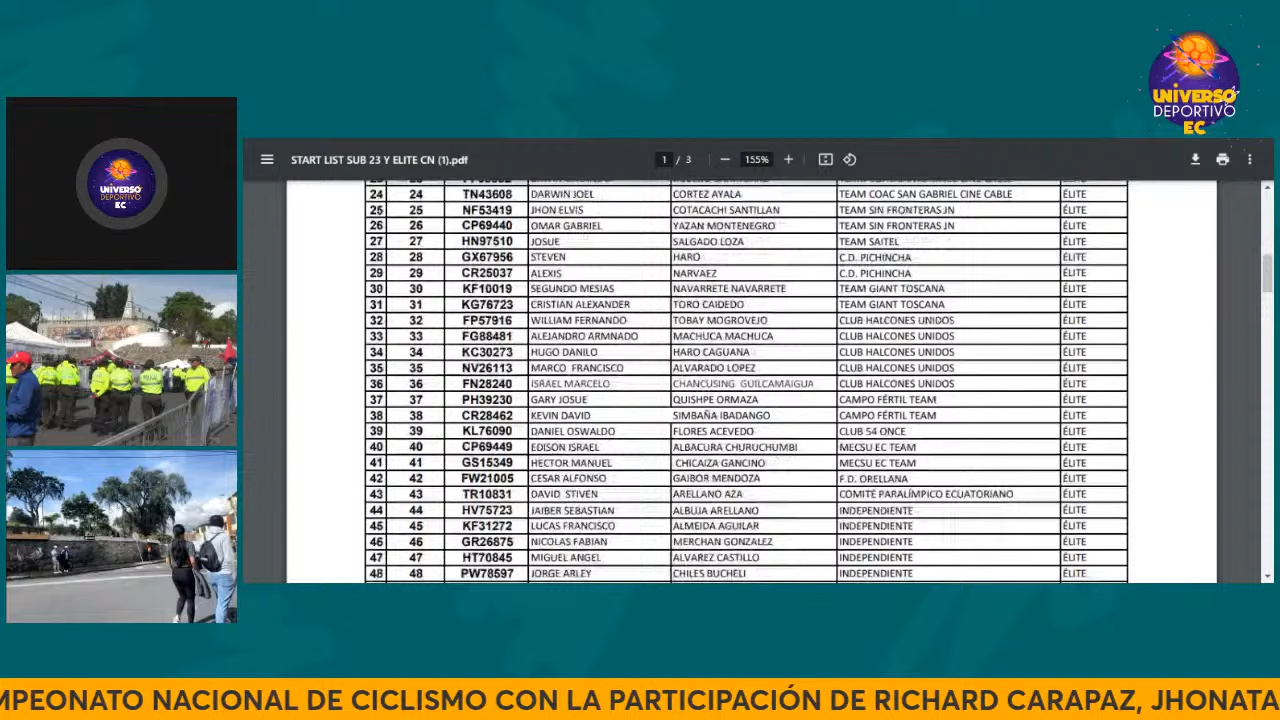 UNIVERSO
DEPORTIVO
EC
UNIVERSO
DEPORTIVO
EC
START LIST SUB 23 Y ELITE CN (1).pdf
1 / 3
155%
24 24 TN43608 DARWIN JOEL CORTEZ AYALA TEAM COAC SAN GABRIEL CINE CABLE ÉLITE
25 25 NF53419 JHON ELVIS COTACACHI SANTILLAN TEAM SIN FRONTERAS JN ÉLITE
26 26 CP69440 OMAR GABRIEL YAZAN MONTENEGRO TEAM SIN FRONTERAS JN ÉLITE
27 27 HN97510 JOSUE SALGADO LOZA TEAM SAITEL ÉLITE
28 28 GX67956 STEVEN HARO C.D. PICHINCHA ÉLITE
29 29 CR25037 ALEXIS NARVAEZ C.D. PICHINCHA ÉLITE
30 30 KF10019 SEGUNDO MESIAS NAVARRETE NAVARRETE TEAM GIANT TOSCANA ÉLITE
31 31 KG76723 CRISTIAN ALEXANDER TORO CAIDEDO TEAM GIANT TOSCANA ÉLITE
32 32 FP57916 WILLIAM FERNANDO TOBAY MOGROVEJO CLUB HALCONES UNIDOS ÉLITE
33 33 FG88481 ALEJANDRO ARMNADO MACHUCA MACHUCA CLUB HALCONES UNIDOS ÉLITE
34 34 KC30273 HUGO DANILO HARO CAGUANA CLUB HALCONES UNIDOS ÉLITE
35 35 NV26113 MARCO FRANCISCO ALVARADO LOPEZ CLUB HALCONES UNIDOS ÉLITE
36 36 FN28240 ISRAEL MARCELO CHANCUSING GUILCAMAIGUA CLUB HALCONES UNIDOS ÉLITE
37 37 PH39230 GARY JOSUE QUISHPE ORMAZA CAMPO FÉRTIL TEAM ÉLITE
38 38 CR28462 KEVIN DAVID SIMBAÑA IBADANGO CAMPO FÉRTIL TEAM ÉLITE
39 39 KL76090 DANIEL OSWALDO FLORES ACEVEDO CLUB 54 ONCE ÉLITE
40 40 CP69449 EDISON ISRAEL ALBACURA CHURUCHUMBI MECSU EC TEAM ÉLITE
41 41 GS15349 HECTOR MANUEL CHICAIZA GANCINO MECSU EC TEAM ÉLITE
42 42 FW21005 CESAR ALFONSO GAIBOR MENDOZA F.D. ORELLANA ÉLITE
43 43 TR10831 DAVID STIVEN ARELLANO AZA COMITÉ PARALÍMPICO ECUATORIANO ÉLITE
44 44 HV75723 JAIBER SEBASTIAN ALBUJA ARELLANO INDEPENDIENTE ÉLITE
45 45 KF31272 LUCAS FRANCISCO ALMEIDA AGUILAR INDEPENDIENTE ÉLITE
46 46 GR26875 NICOLAS FABIAN MERCHAN GONZALEZ INDEPENDIENTE ÉLITE
47 47 HT70845 MIGUEL ANGEL ALVAREZ CASTILLO INDEPENDIENTE ÉLITE
48 48 PW78597 JORGE ARLEY CHILES BUCHELI INDEPENDIENTE ÉLITE
MPEONATO NACIONAL DE CICLISMO CON LA PARTICIPACIÓN DE RICHARD CARAPAZ, JHONATA